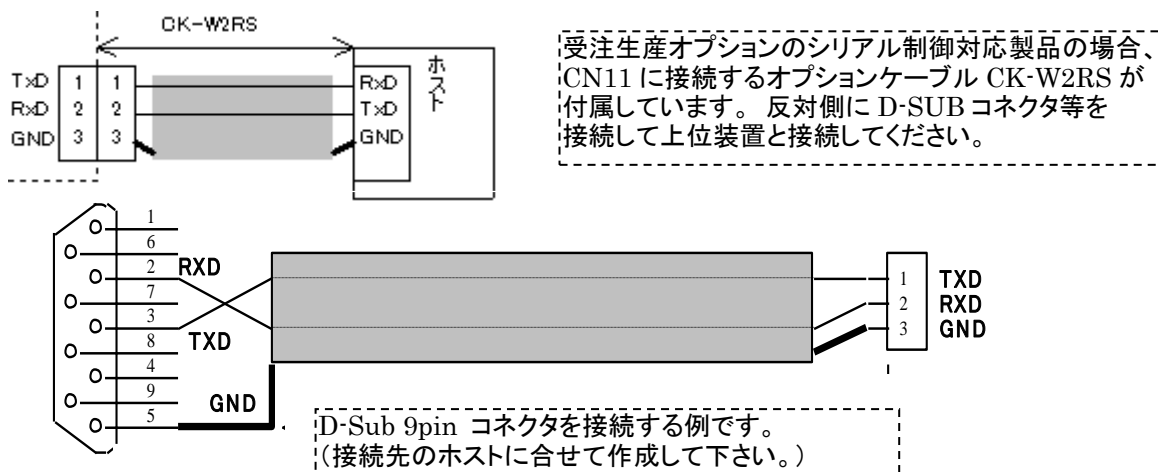 CK-W2RS
TxD 1 1 RxD
RxD 2 2 TxD
GND 3 3 GND
ホスト
受注生産オプションのシリアル制御対応製品の場合、
CN11 に接続するオプションケーブル CK-W2RS が
付属しています。 反対側に D-SUB コネクタ等を
接続して上位装置と接続してください。
1
6
2 RXD
7
3
8 TXD
4
9
5 GND
1 TXD
2 RXD
3 GND
D-Sub 9pin コネクタを接続する例です。
(接続先のホストに合せて作成して下さい。)